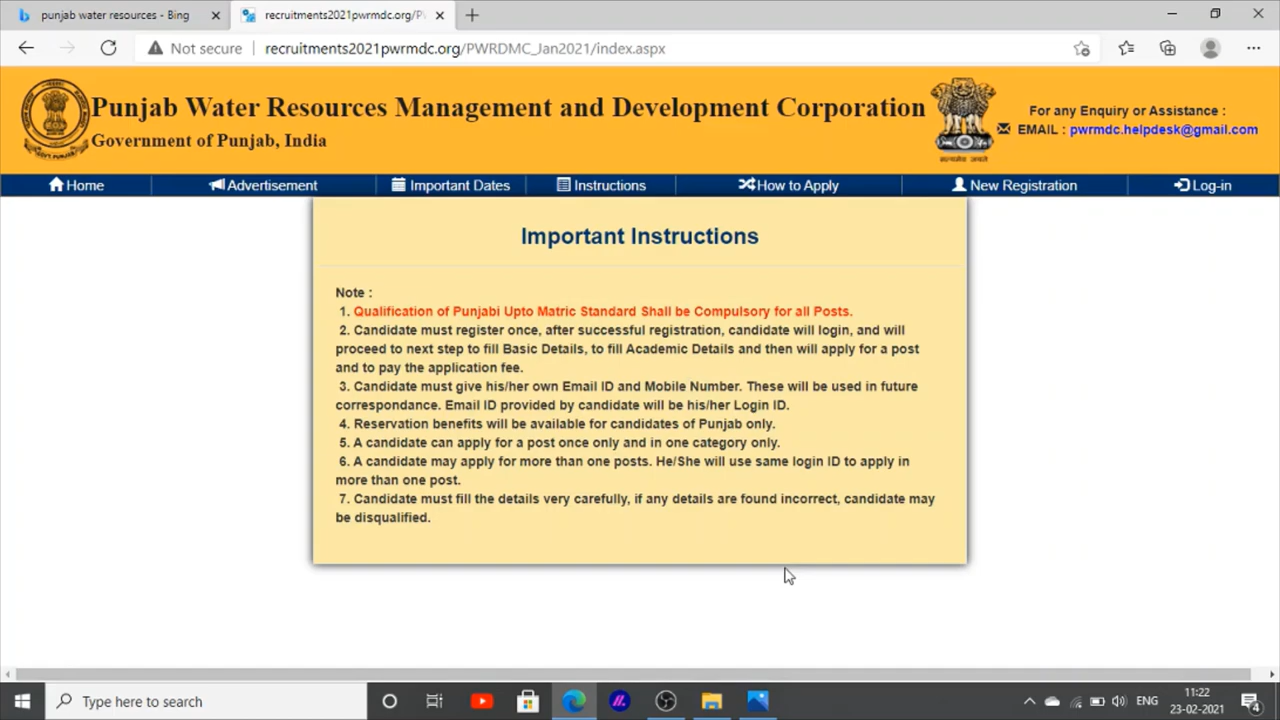 punjab water resources - Bing
recruitments2021pwrmdc.org/PV
Not secure
recruitments2021pwrmdc.org/PWRDMC_Jan2021/index.aspx
Punjab Water Resources Management and Development Corporation
Government of Punjab, India
For any Enquiry or Assistance :
EMAIL : pwrmdc.helpdesk@gmail.com
Home Advertisement Important Dates Instructions How to Apply New Registration Log-in
Important Instructions
Note :
1. Qualification of Punjabi Upto Matric Standard Shall be Compulsory for all Posts.
2. Candidate must register once, after successful registration, candidate will login, and will
proceed to next step to fill Basic Details, to fill Academic Details and then will apply for a post
and to pay the application fee.
3. Candidate must give his/her own Email ID and Mobile Number. These will be used in future
correspondance. Email ID provided by candidate will be his/her Login ID.
4. Reservation benefits will be available for candidates of Punjab only.
5. A candidate can apply for a post once only and in one category only.
6. A candidate may apply for more than one posts. He/She will use same login ID to apply in
more than one post.
7. Candidate must fill the details very carefully, if any details are found incorrect, candidate may
be disqualified.
Type here to search
ENG
11:22
23-02-2021
4